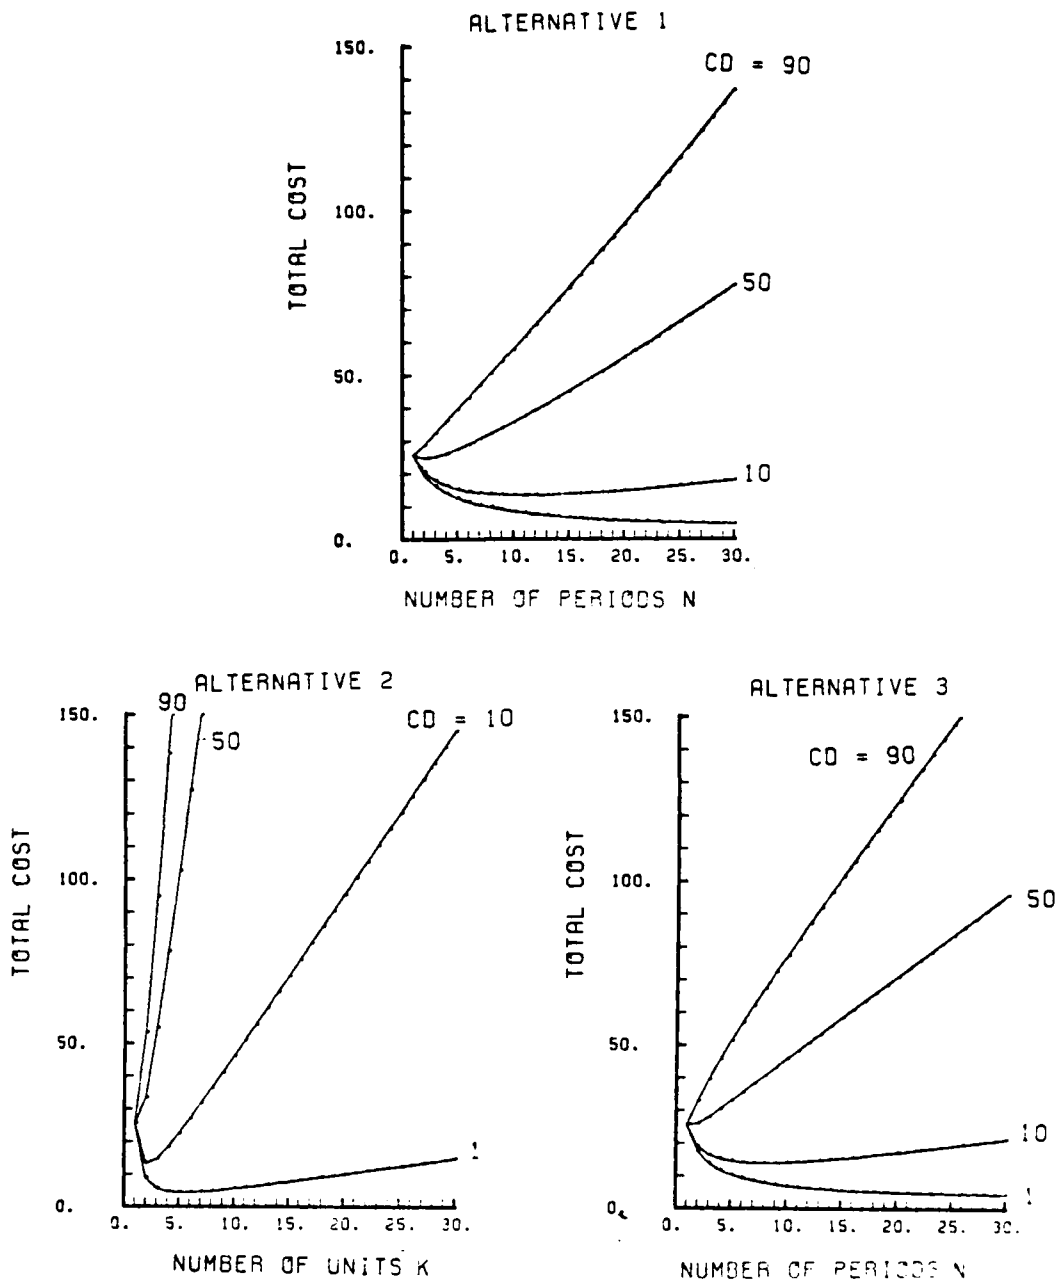 ALTERNATIVE 1
150.
CD = 90
100.
TOTAL COST
50
50.
10
0.
0. 5. 10. 15. 20. 25. 30.
NUMBER OF PERIODS N
ALTERNATIVE 2
150.
90
50
CD = 10
100.
TOTAL COST
50.
1
0.
0. 5. 10. 15. 20. 25. 30.
NUMBER OF UNITS K
ALTERNATIVE 3
150.
CD = 90
100.
TOTAL COST
50
50.
10
1
0.
0. 5. 10. 15. 20. 25. 30.
NUMBER OF PERIODS N